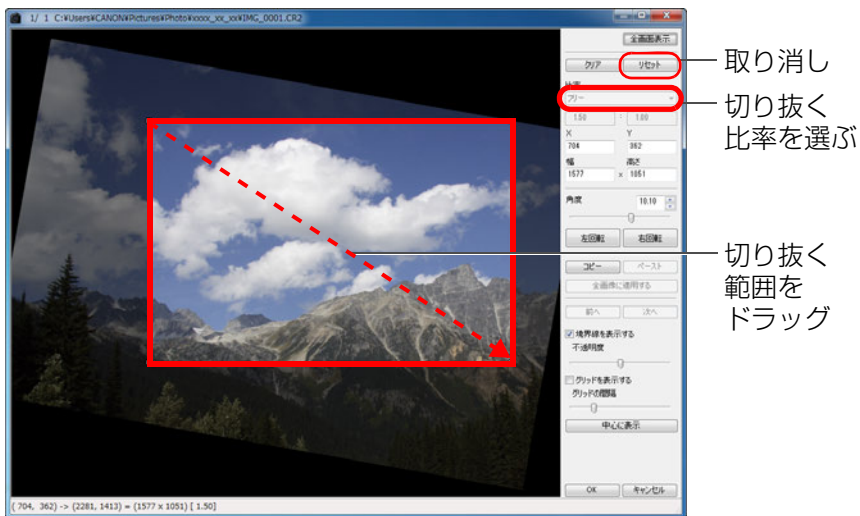 1/ 1 C:¥Users¥CANON¥Pictures¥Photo¥xxxx_xx_xx¥IMG_0001.CR2
全画面表示
クリア リセット
取り消し
比率
フリー
切り抜く
比率を選ぶ
1.50 : 1.00
X Y
704 362
幅 高さ
1577 x 1051
角度 10.10
左回転 右回転
切り抜く
範囲を
ドラッグ
コピー ペースト
全画像に適用する
前へ 次へ
境界線を表示する
不透明度
グリッドを表示する
グリッドの間隔
中心に表示
OK キャンセル
( 704, 362) -> (2281, 1413) = (1577 x 1051) [ 1.50]